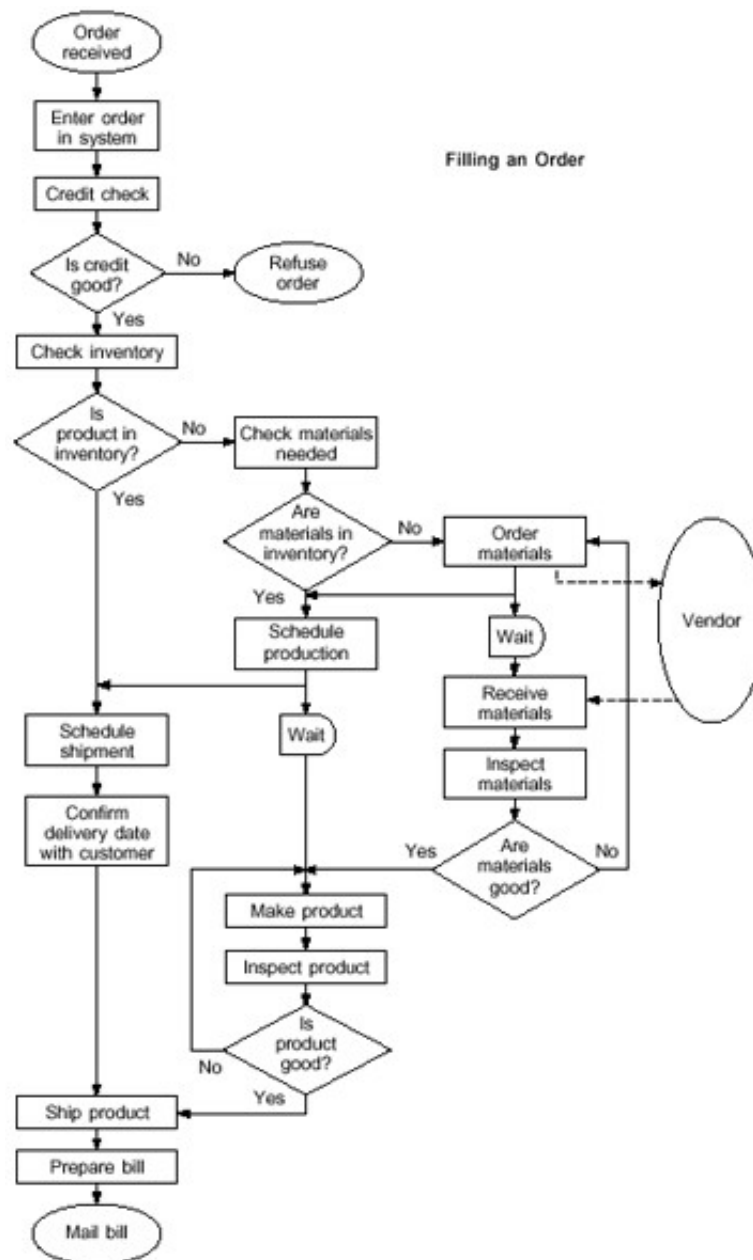 Order
received
Enter order
in system
Filling an Order
Credit check
Is credit
good?
No
Refuse
order
Yes
Check inventory
Is
product in
inventory?
No
Check materials
needed
Yes
Are
materials in
inventory?
No
Order
materials
Yes
Vendor
Schedule
production
Wait
Receive
materials
Schedule
shipment
Wait
Inspect
materials
Confirm
delivery date
with customer
Yes
Are
materials
good?
No
Make product
Inspect product
Is
product
good?
No
Yes
Ship product
Prepare bill
Mail bill